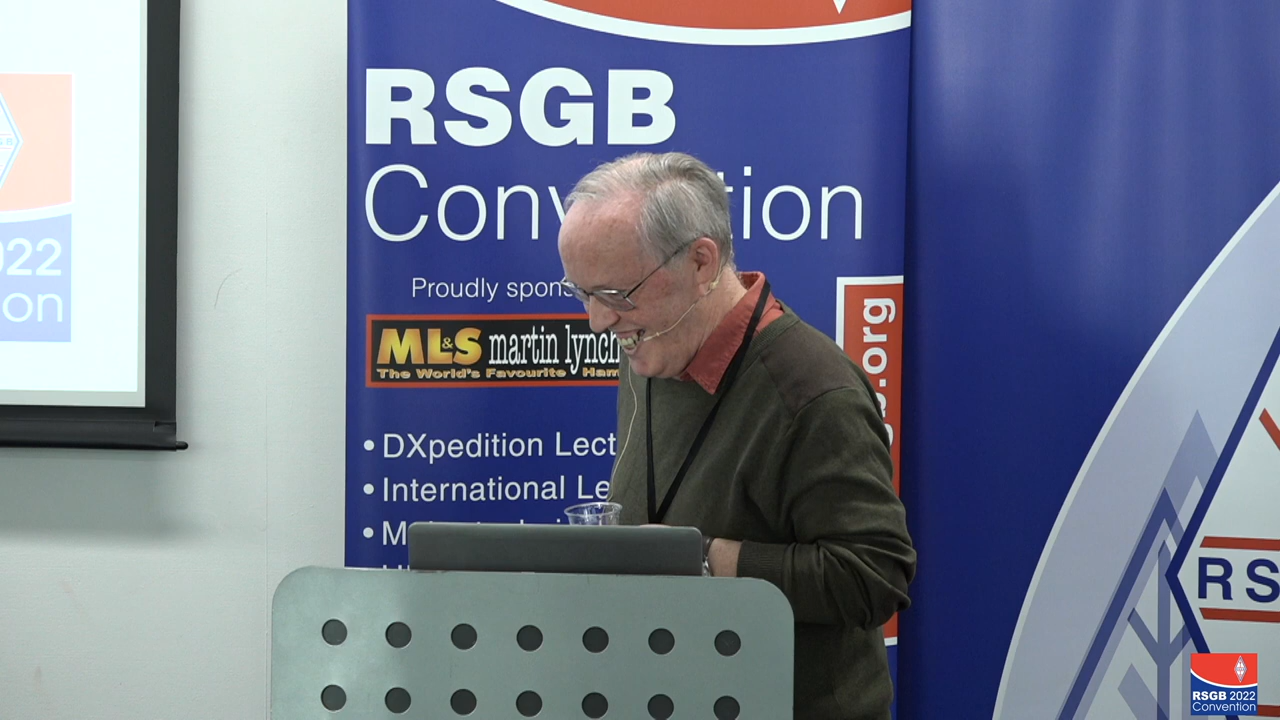 RSGB
Conv tion
Proudly spons
ML&S martin lynch
The World's Favourite Ham
• DXpedition Lect
• International Le
.org
022
on
RS
RSGB 2022
Convention